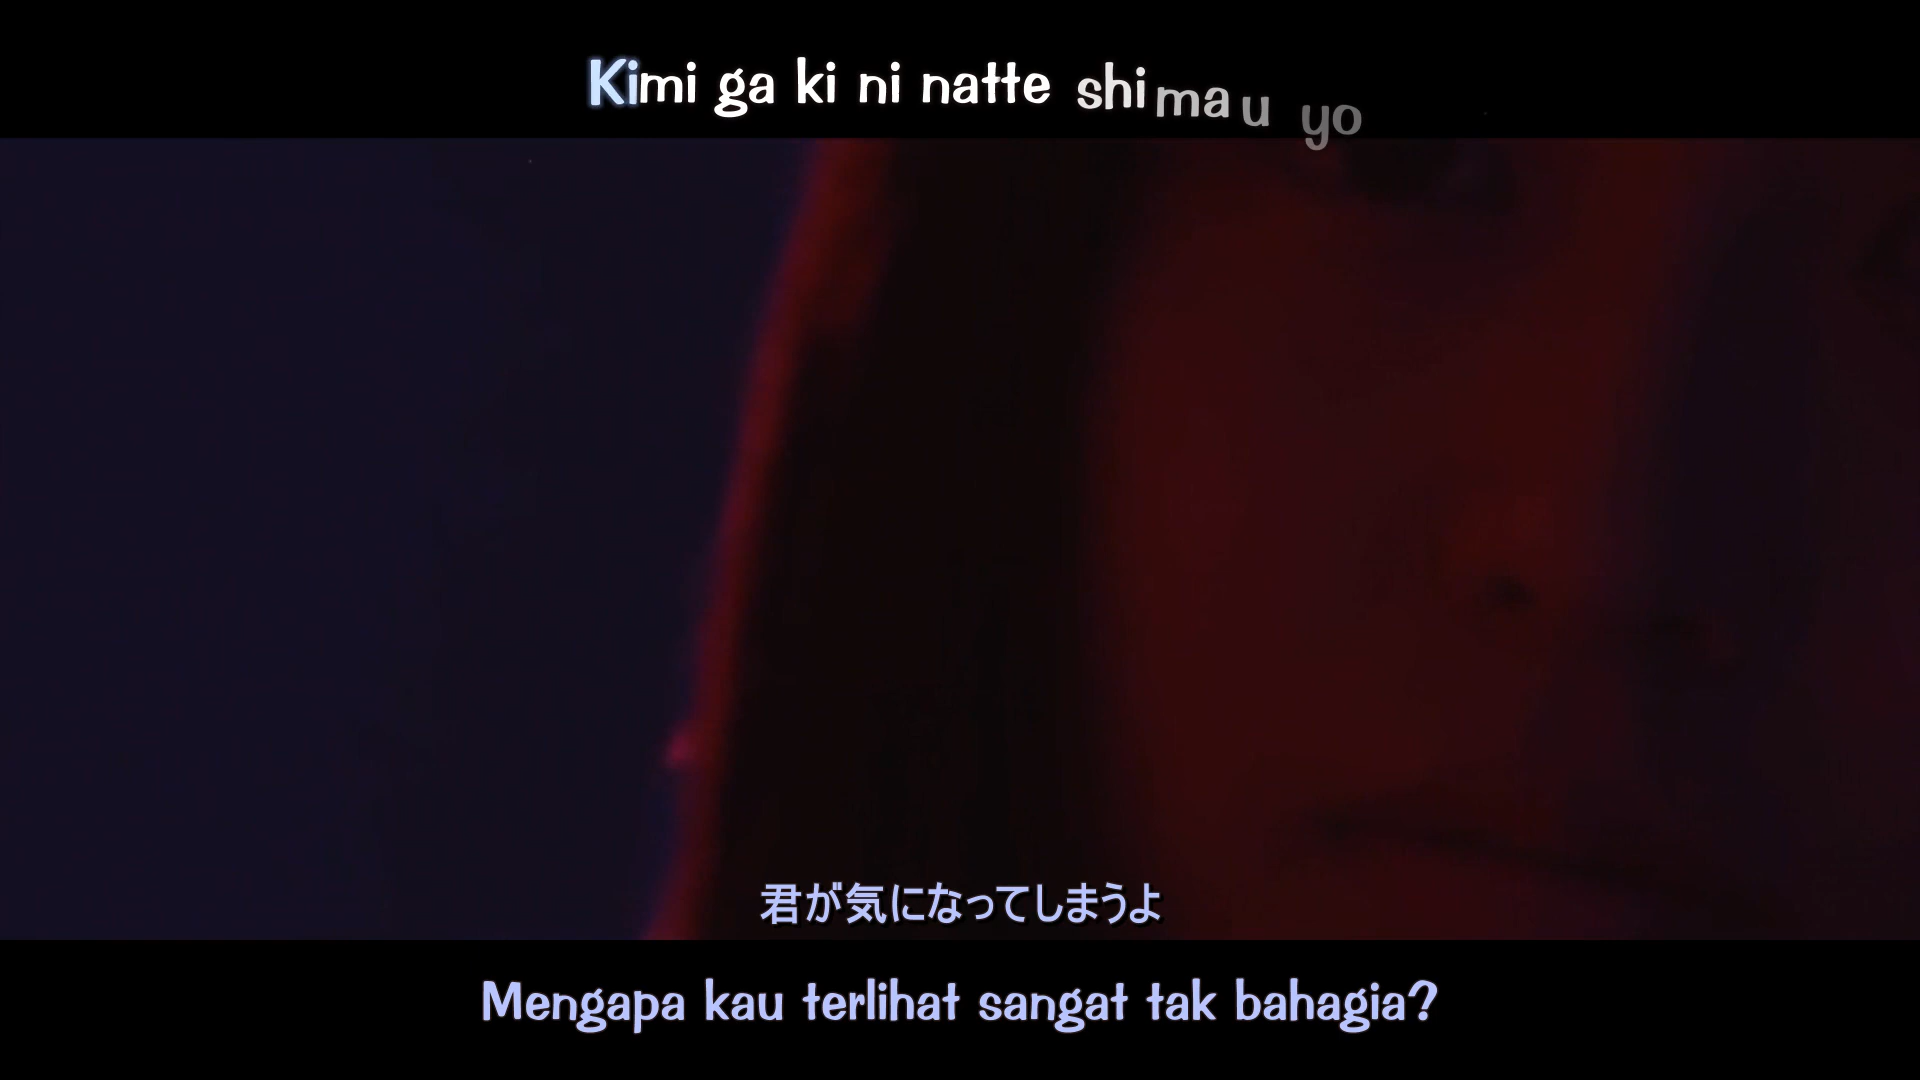 Kimi ga ki ni natte shimau yo
君が気になってしまうよ
Mengapa kau terlihat sangat tak bahagia?